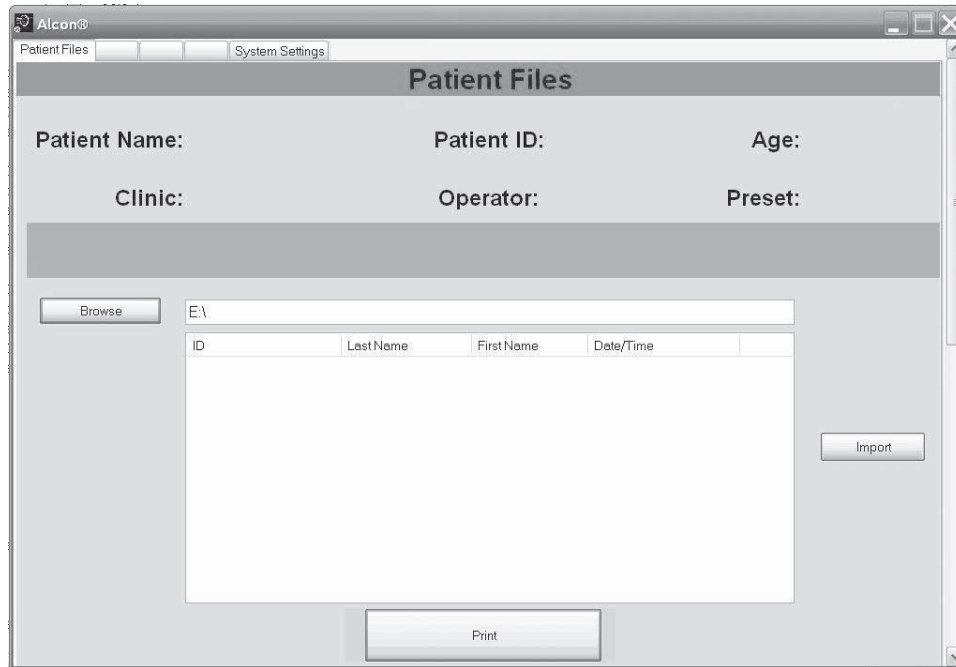 Alcon®
Patient Files System Settings
Patient Files
Patient Name: Patient ID: Age:
Clinic: Operator: Preset:
Browse E:\
ID Last Name First Name Date/Time
Import
Print